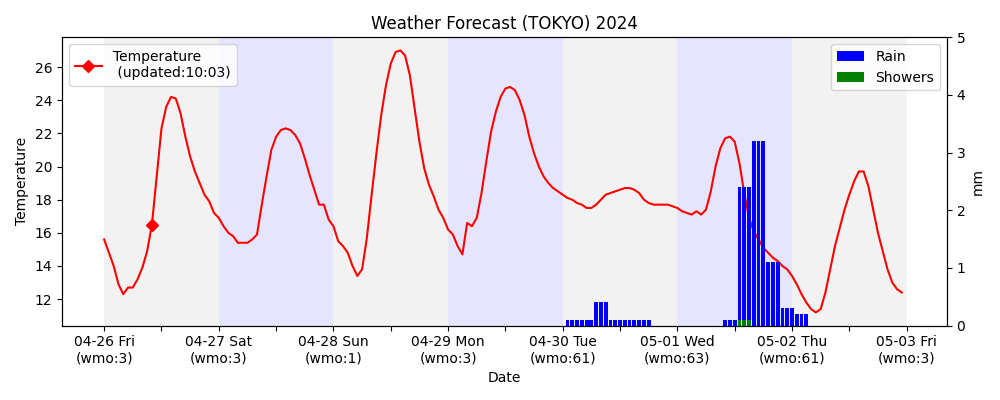 Weather Forecast (TOKYO) 2024
Temperature
(updated:10:03)
Rain
Showers
Temperature
26
24
22
20
18
16
14
12
5
4
3
2
1
0
mm
04-26 Fri
(wmo:3)
04-27 Sat
(wmo:3)
04-28 Sun
(wmo:1)
04-29 Mon
(wmo:3)
04-30 Tue
(wmo:61)
05-01 Wed
(wmo:63)
05-02 Thu
(wmo:61)
05-03 Fri
(wmo:3)
Date